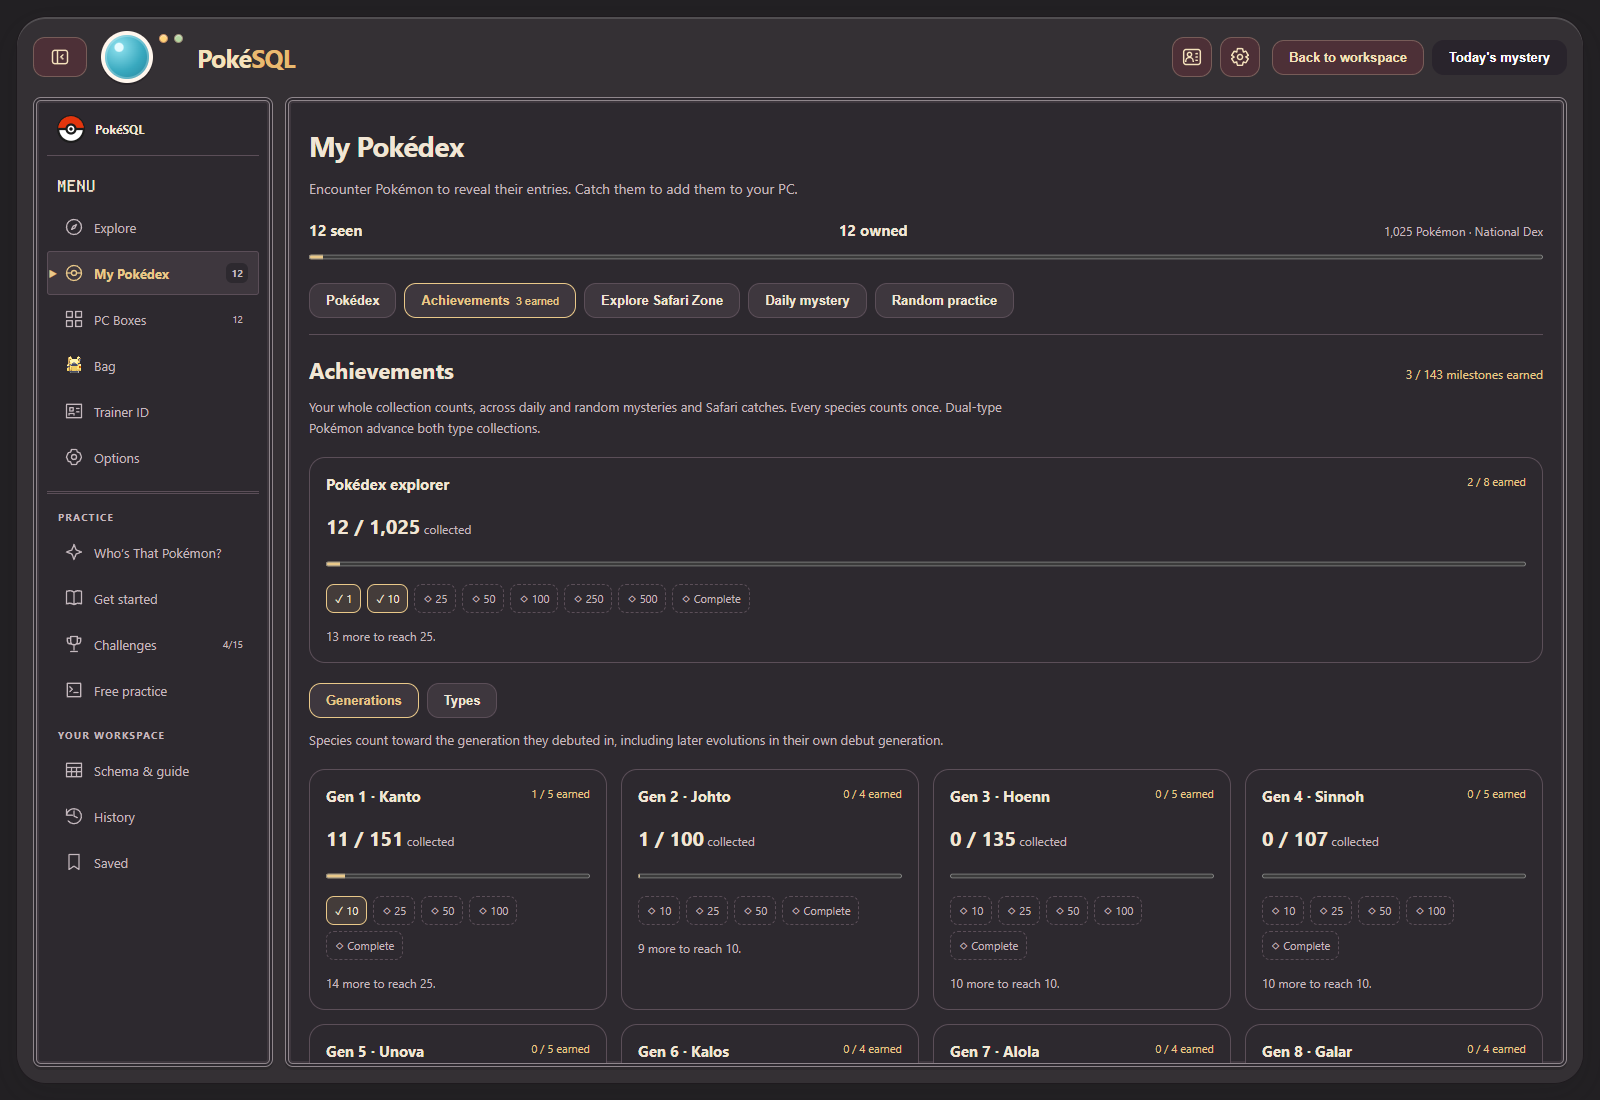 PokéSQL
Back to workspace
Today's mystery
PokéSQL
MENU
Explore
My Pokédex 12
PC Boxes 12
Bag
Trainer ID
Options
PRACTICE
Who's That Pokémon?
Get started
Challenges 4/15
Free practice
YOUR WORKSPACE
Schema & guide
History
Saved
My Pokédex
Encounter Pokémon to reveal their entries. Catch them to add them to your PC.
12 seen 12 owned 1,025 Pokémon · National Dex
Pokédex Achievements 3 earned Explore Safari Zone Daily mystery Random practice
Achievements 3 / 143 milestones earned
Your whole collection counts, across daily and random mysteries and Safari catches. Every species counts once. Dual-type
Pokémon advance both type collections.
Pokédex explorer 2 / 8 earned
12 / 1,025 collected
✓ 1 ✓ 10 ◇ 25 ◇ 50 ◇ 100 ◇ 250 ◇ 500 ◇ Complete
13 more to reach 25.
Generations Types
Species count toward the generation they debuted in, including later evolutions in their own debut generation.
Gen 1 · Kanto 1 / 5 earned
11 / 151 collected
✓ 10 ◇ 25 ◇ 50 ◇ 100
◇ Complete
14 more to reach 25.
Gen 2 · Johto 0 / 4 earned
1 / 100 collected
◇ 10 ◇ 25 ◇ 50 ◇ Complete
9 more to reach 10.
Gen 3 · Hoenn 0 / 5 earned
0 / 135 collected
◇ 10 ◇ 25 ◇ 50 ◇ 100
◇ Complete
10 more to reach 10.
Gen 4 · Sinnoh 0 / 5 earned
0 / 107 collected
◇ 10 ◇ 25 ◇ 50 ◇ 100
◇ Complete
10 more to reach 10.
Gen 5 · Unova 0 / 5 earned
Gen 6 · Kalos 0 / 4 earned
Gen 7 · Alola 0 / 4 earned
Gen 8 · Galar 0 / 4 earned